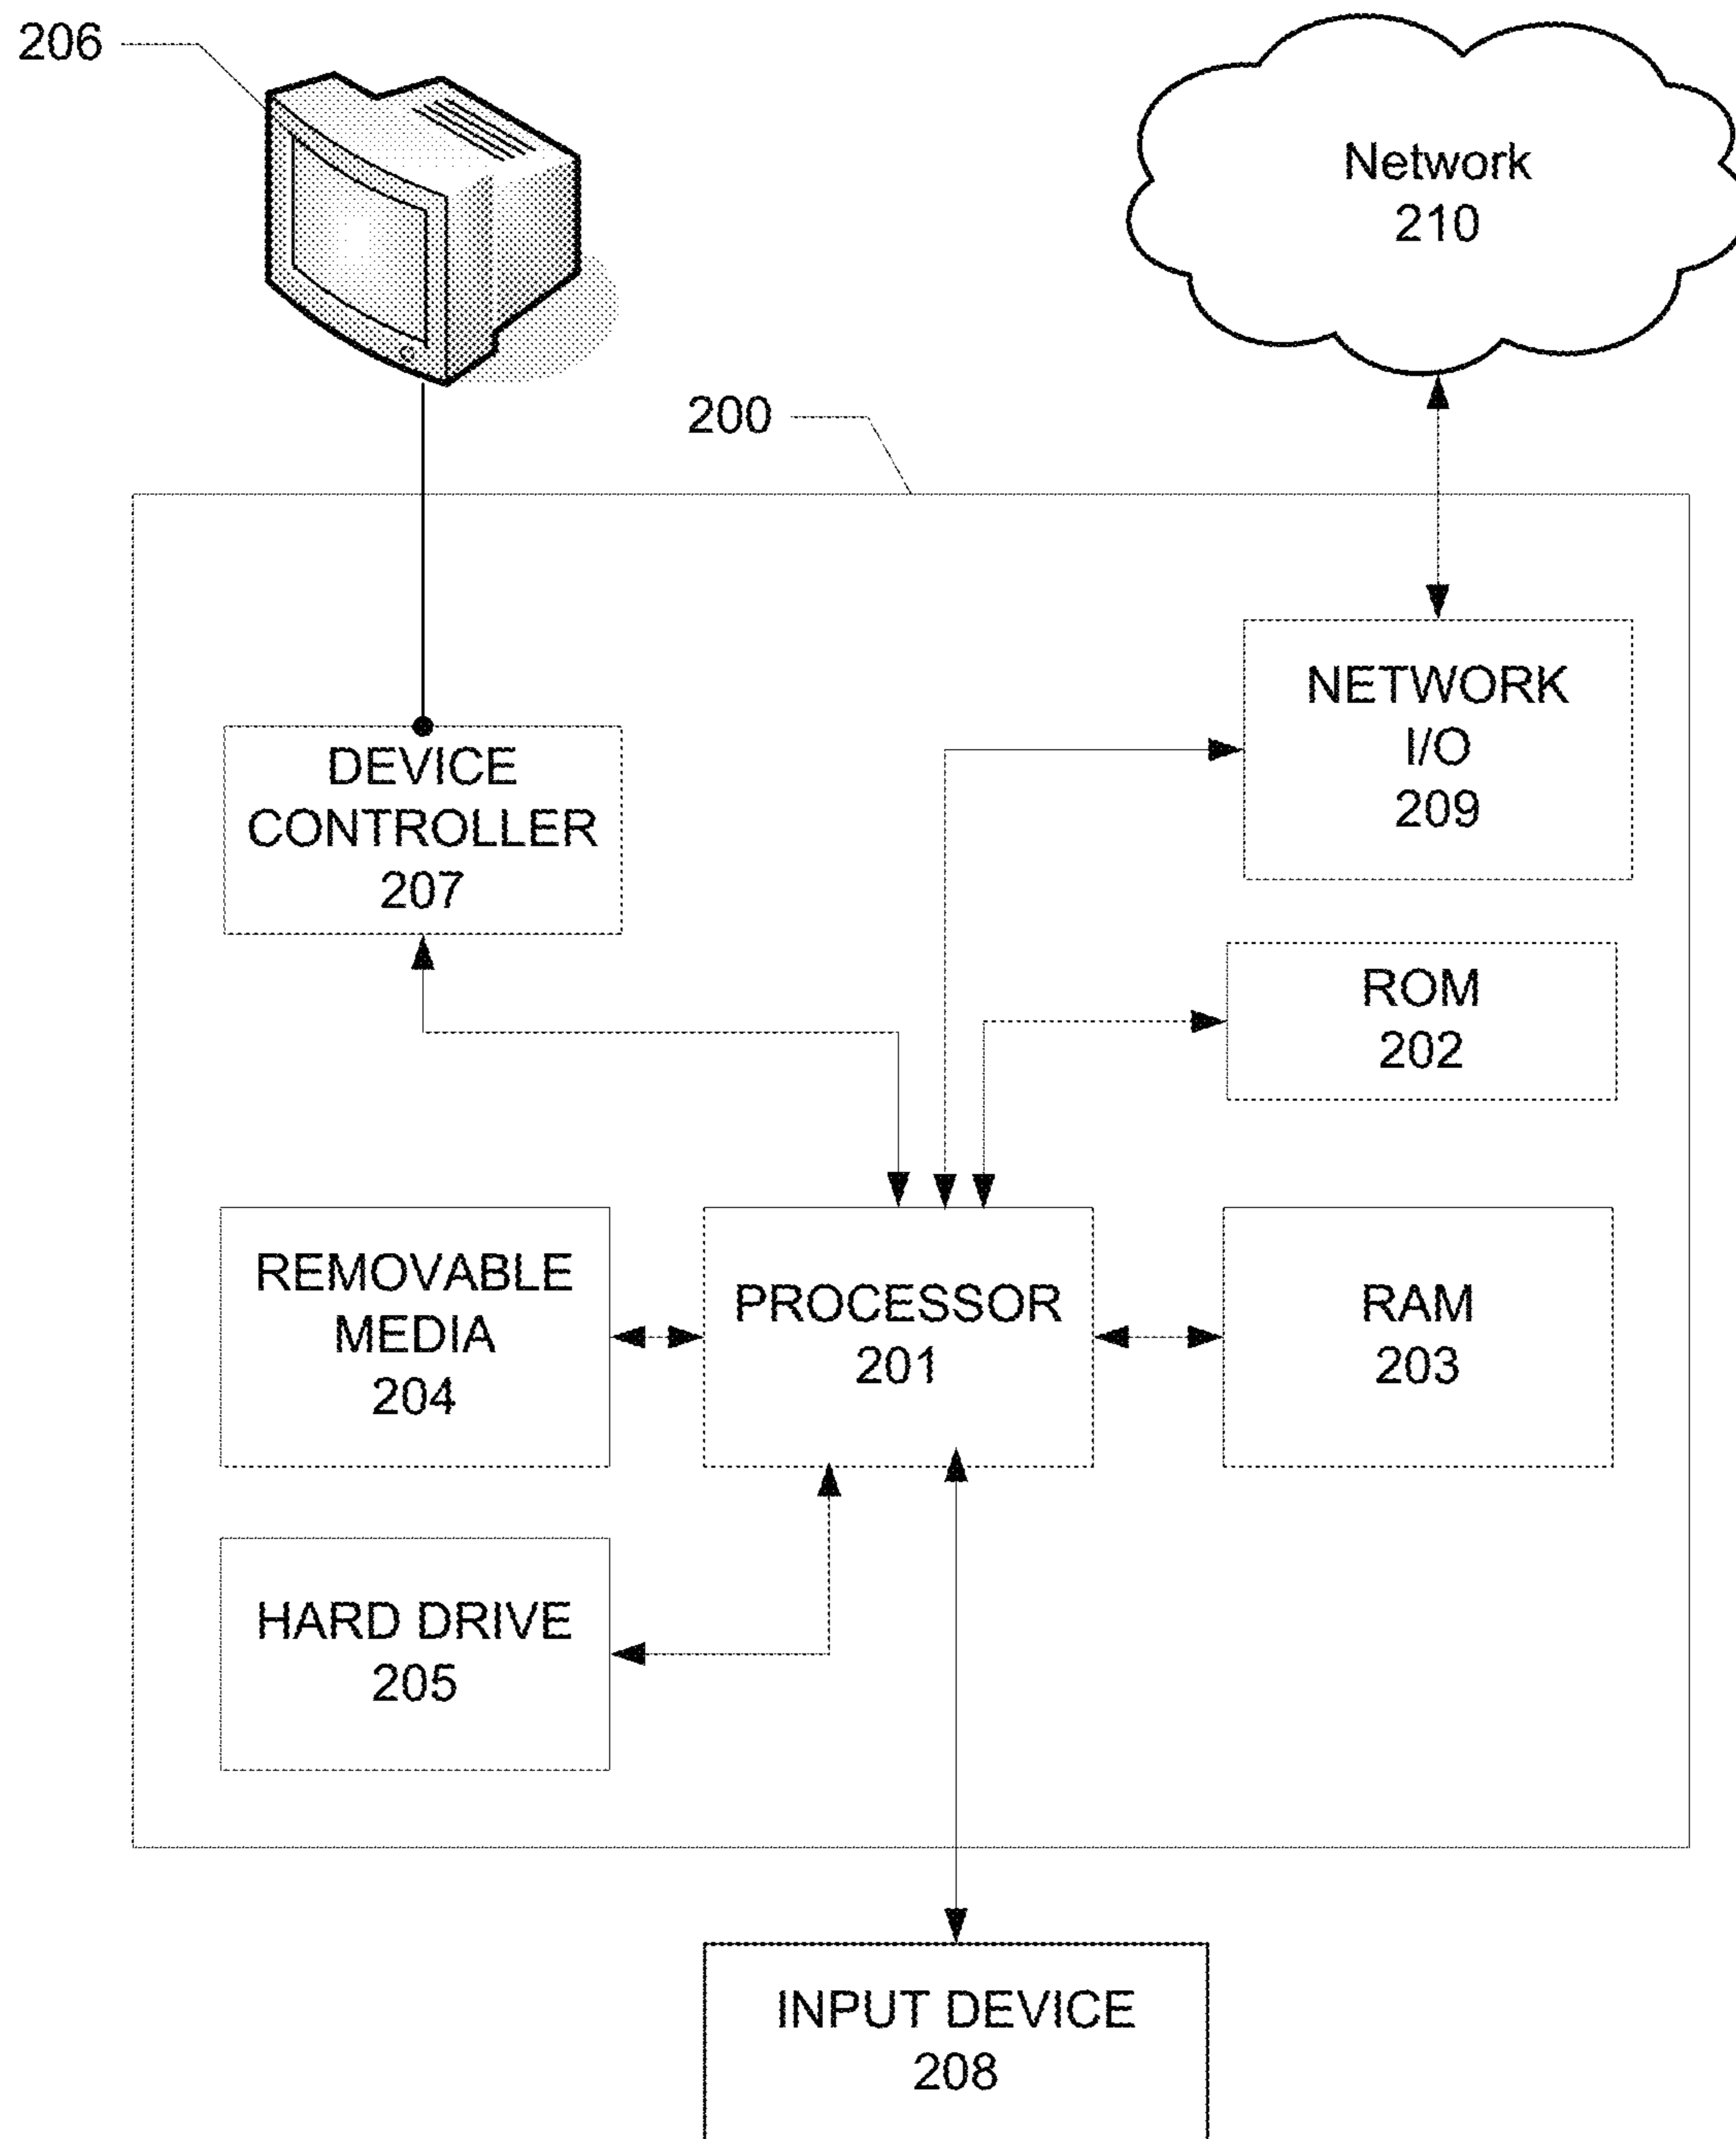 206
Network
210
200
NETWORK
I/O
209
DEVICE
CONTROLLER
207
ROM
202
REMOVABLE
MEDIA
204
PROCESSOR
201
RAM
203
HARD DRIVE
205
INPUT DEVICE
208